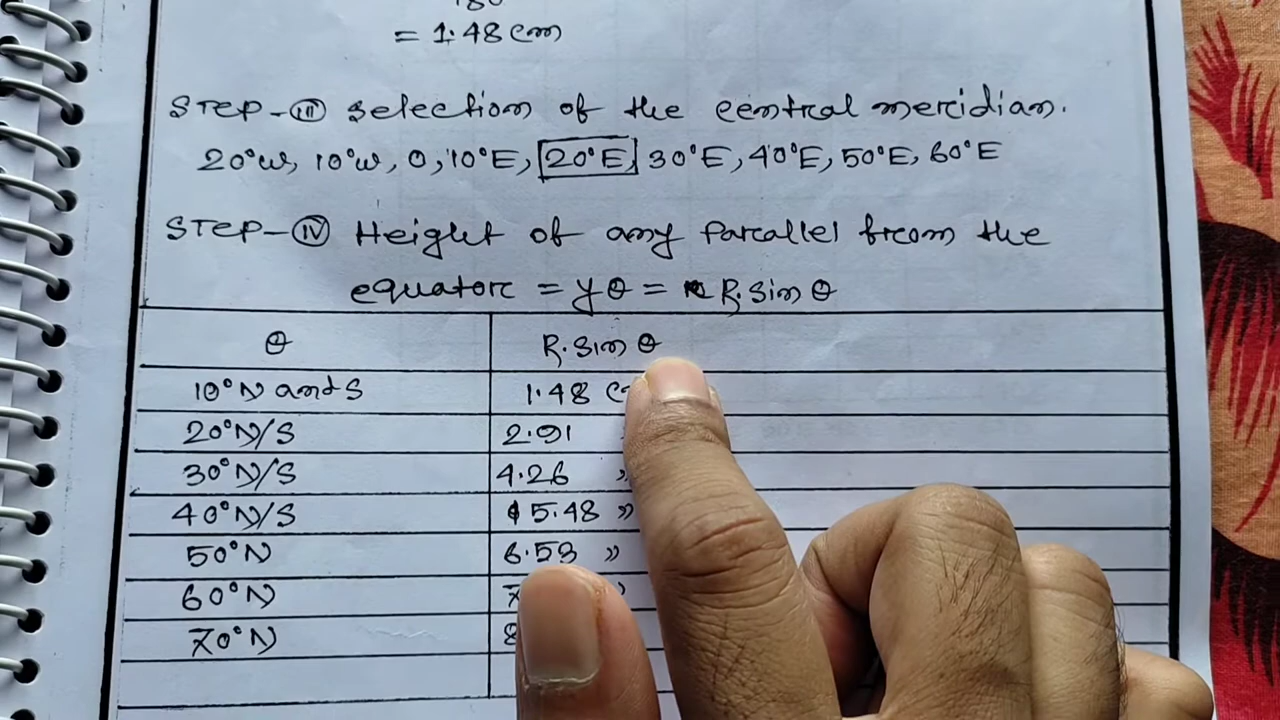 180
= 1.48 cm
STEP-III Selection of the central meridian.
20°W, 10°W, 0, 10°E, 20°E, 30°E, 40°E, 50°E, 60°E
STEP-IV Height of any Parallel from the
equator = yθ = R.Sin θ
θ R.Sin θ
10°N and S 1.48
20°N/S 2.91
30°N/S 4.26 "
40°N/S 5.48 "
50°N 6.53 "
60°N
70°N